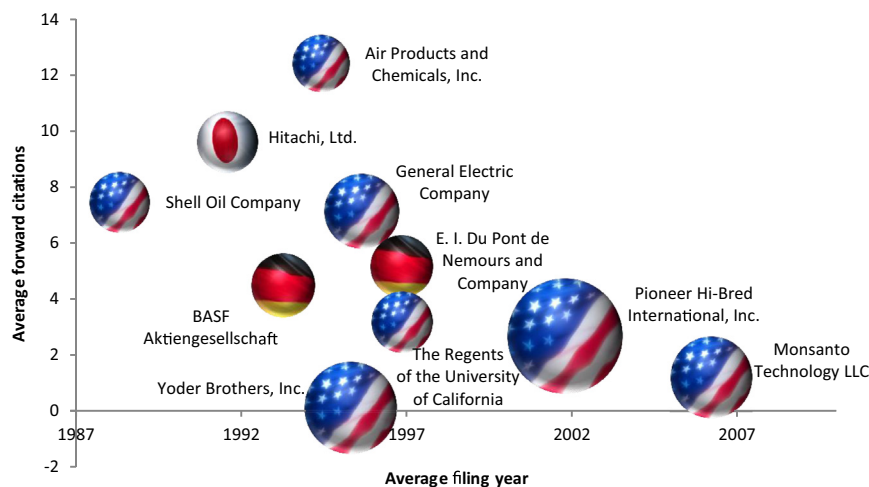 14
12
10
8
6
4
2
0
-2
Average forward citations
Air Products and
Chemicals, Inc.
Hitachi, Ltd.
General Electric
Company
Shell Oil Company
E. I. Du Pont de
Nemours and
Company
BASF
Aktiengesellschaft
Pioneer Hi-Bred
International, Inc.
Monsanto
Technology LLC
The Regents
of the University
of California
Yoder Brothers, Inc.
1987
1992
1997
2002
2007
Average filing year